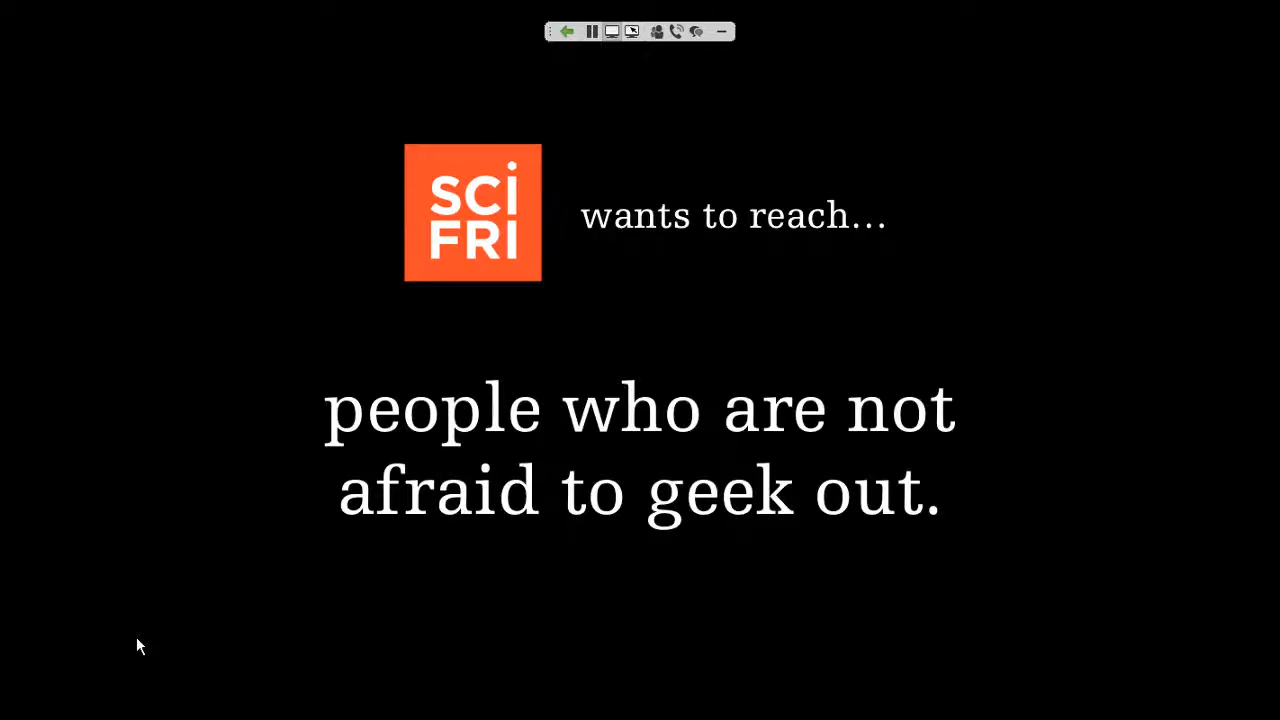 SCI
FRI
wants to reach...
people who are not
afraid to geek out.